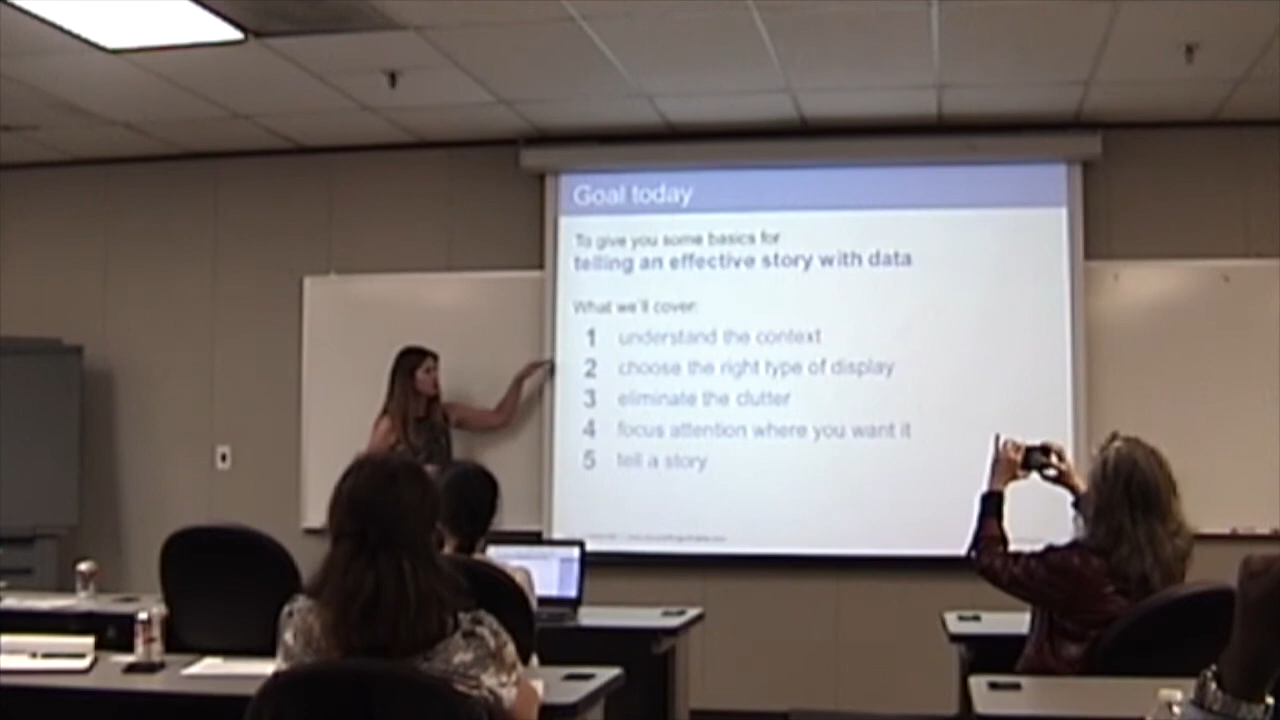 Goal today
To give you some basics for
telling an effective story with data
What we'll cover:
1 understand the context
2 choose the right type of display
3 eliminate the clutter
4 focus attention where you want it
5 tell a story